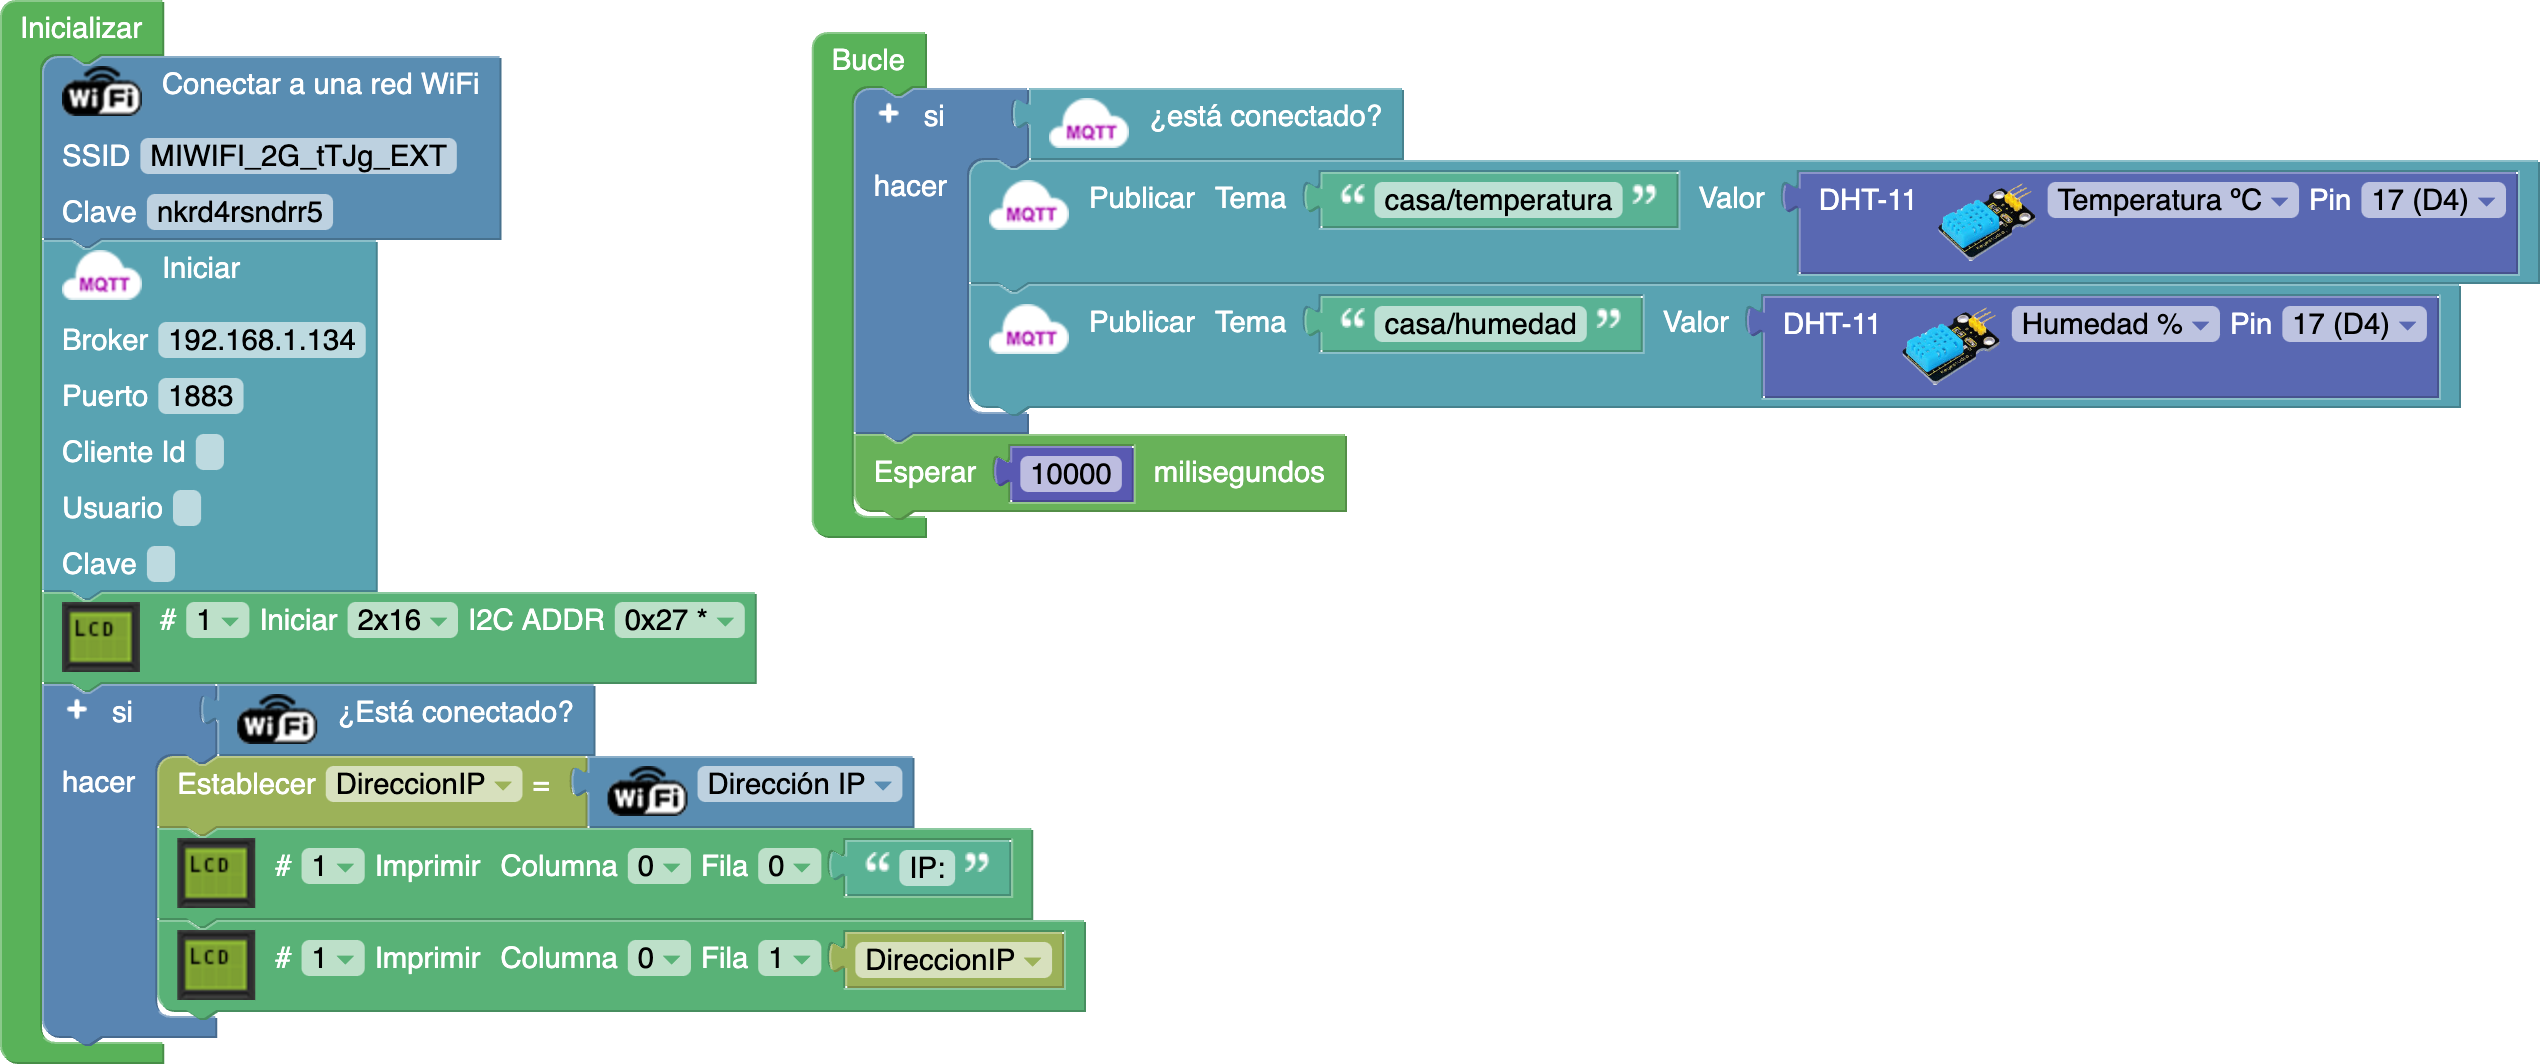 Inicializar
WiFi Conectar a una red WiFi
SSID MIWIFI_2G_tTJg_EXT
Clave nkrd4rsndrr5
MQTT Iniciar
Broker 192.168.1.134
Puerto 1883
Cliente Id
Usuario
Clave
LCD # 1 Iniciar 2x16 I2C ADDR 0x27 *
+ si WiFi ¿Está conectado?
hacer Establecer DireccionIP = WiFi Dirección IP
LCD # 1 Imprimir Columna 0 Fila 0 “ IP: ”
LCD # 1 Imprimir Columna 0 Fila 1 DireccionIP
Bucle
+ si MQTT ¿está conectado?
hacer MQTT Publicar Tema “ casa/temperatura ” Valor DHT-11 Temperatura ºC Pin 17 (D4)
MQTT Publicar Tema “ casa/humedad ” Valor DHT-11 Humedad % Pin 17 (D4)
Esperar 10000 milisegundos